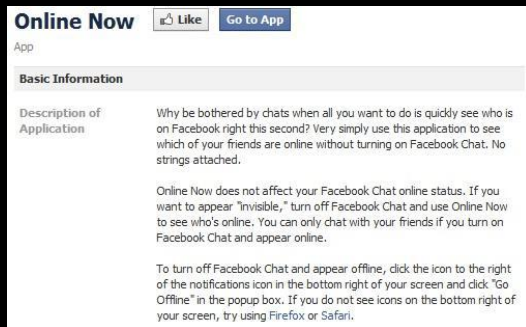 Online Now Like Go to App
App
Basic Information
Description of Application
Why be bothered by chats when all you want to do is quickly see who is
on Facebook right this second? Very simply use this application to see
which of your friends are online without turning on Facebook Chat. No
strings attached.
Online Now does not affect your Facebook Chat online status. If you
want to appear "invisible," turn off Facebook Chat and use Online Now
to see who's online. You can only chat with your friends if you turn on
Facebook Chat and appear online.
To turn off Facebook Chat and appear offline, click the icon to the right
of the notifications icon in the bottom right of your screen and click "Go
Offline" in the popup box. If you do not see icons on the bottom right of
your screen, try using Firefox or Safari.